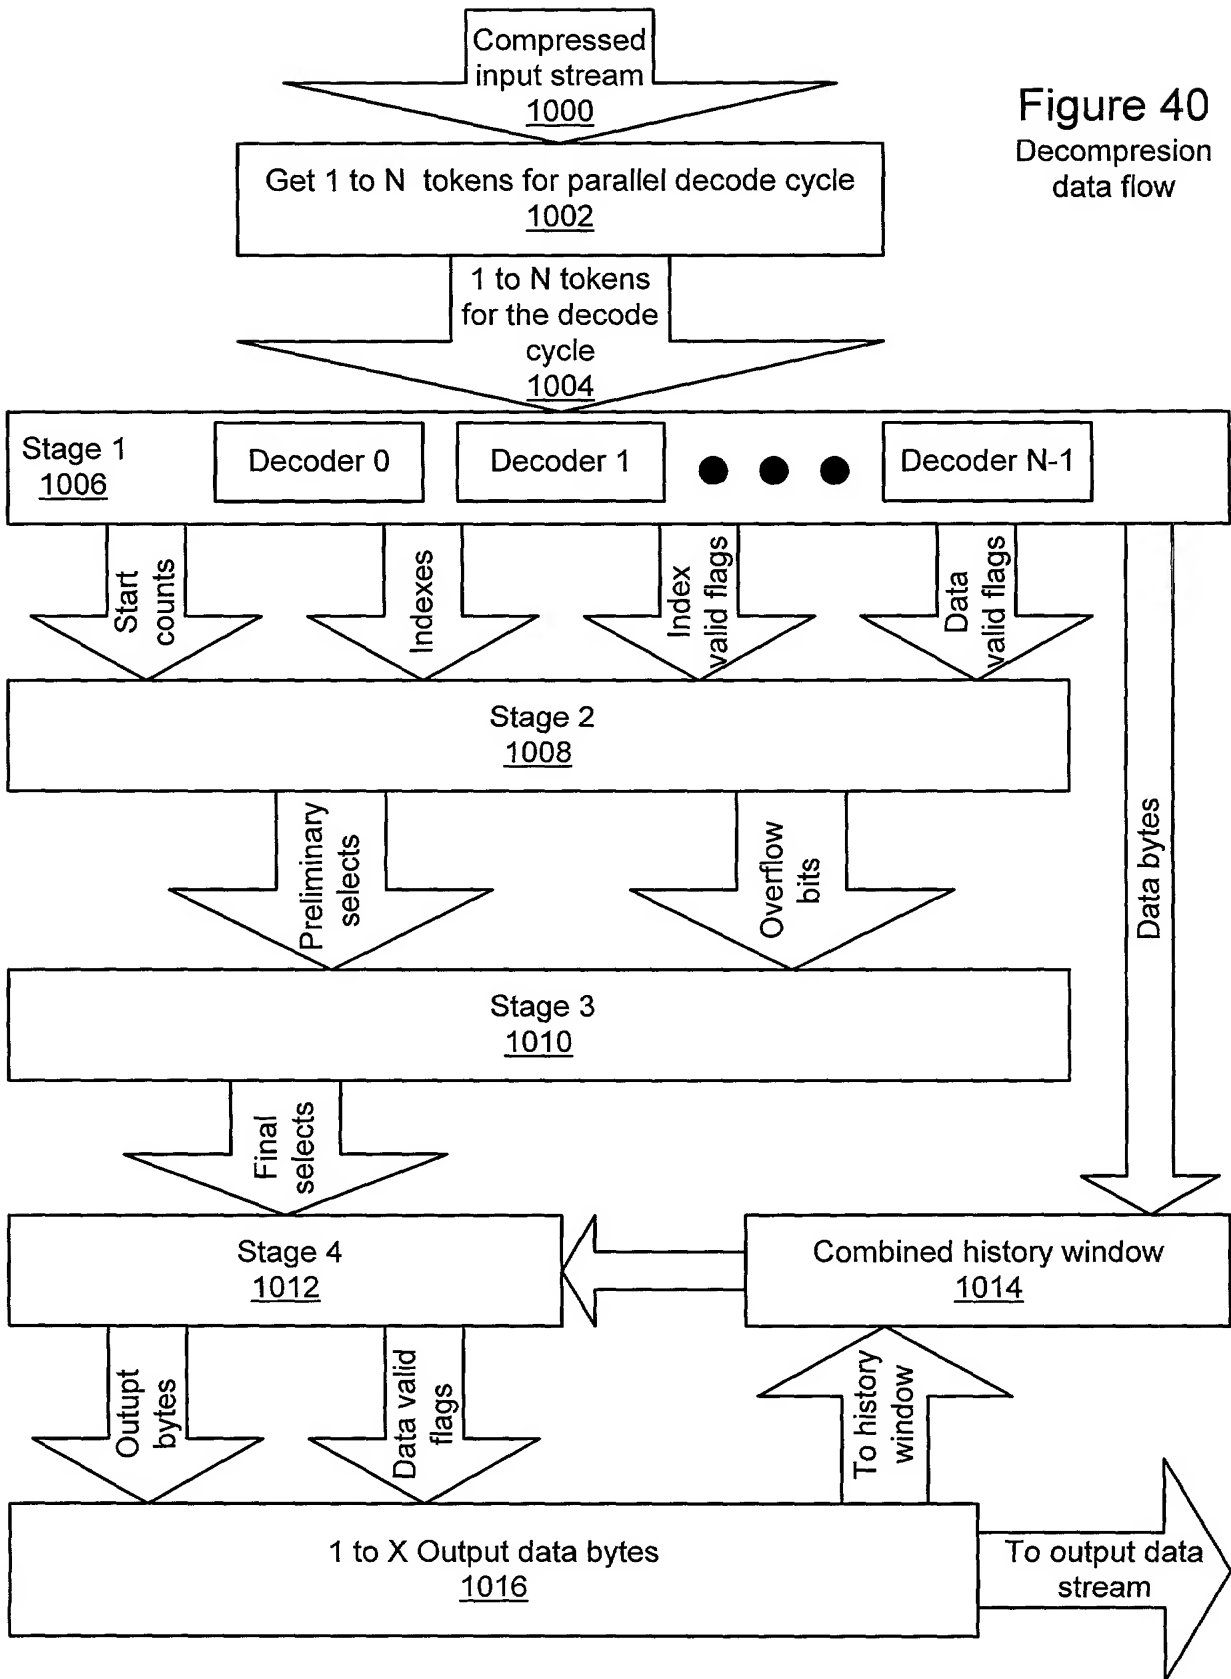 Compressed
input stream
1000
Figure 40
Decompresion
data flow
Get 1 to N tokens for parallel decode cycle
1002
1 to N tokens
for the decode
cycle
1004
Stage 1
1006
Decoder 0
Decoder 1
Decoder N-1
Start
counts
Indexes
Index
valid flags
Data
valid flags
Stage 2
1008
Preliminary
selects
Overflow
bits
Data bytes
Stage 3
1010
Final
selects
Stage 4
1012
Combined history window
1014
Outupt
bytes
Data valid
flags
To history
window
1 to X Output data bytes
1016
To output data
stream